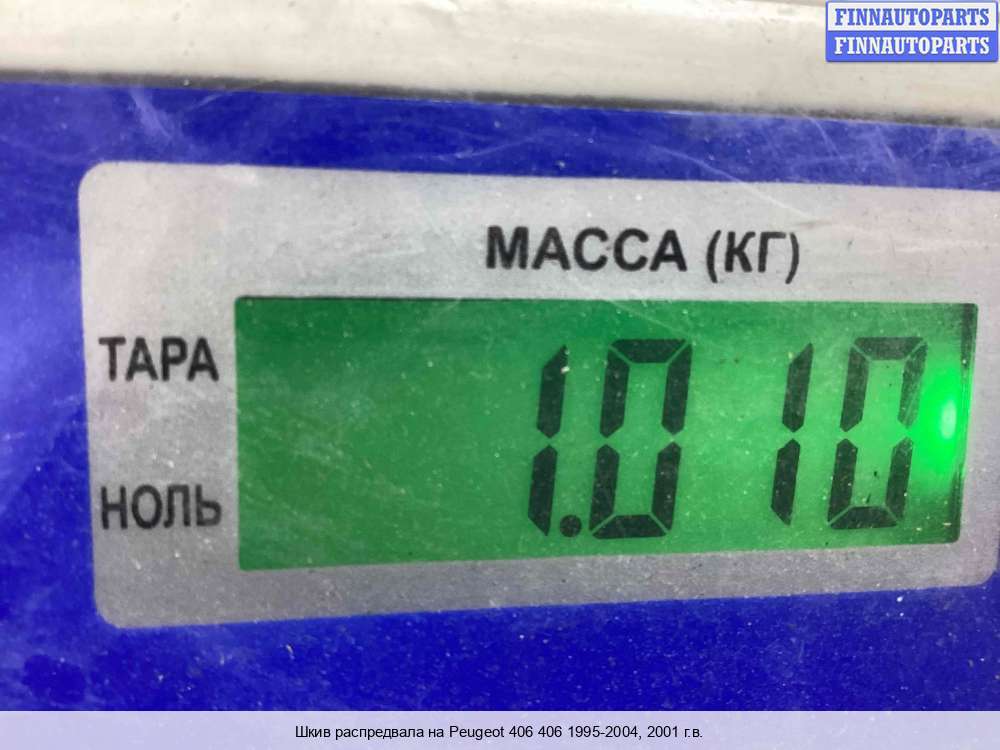 FINNAUTOPARTS
FINNAUTOPARTS
МАССА (КГ)
ТАРА
1.010
НОЛЬ
Шкив распредвала на Peugeot 406 406 1995-2004, 2001 г.в.